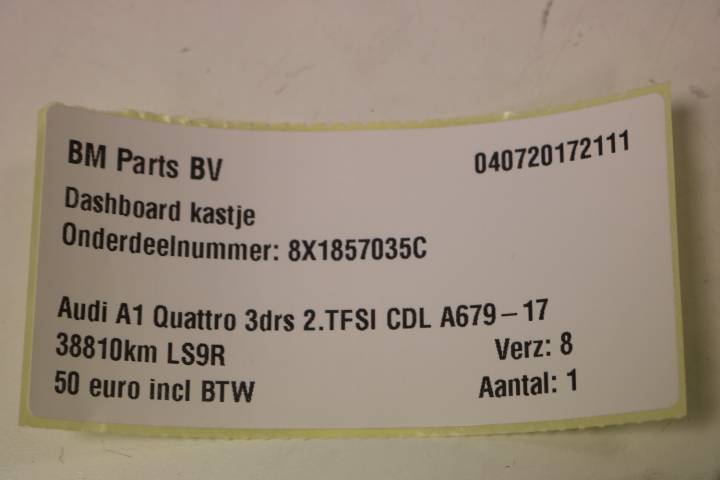 BM Parts BV 040720172111
Dashboard kastje
Onderdeelnummer: 8X1857035C
Audi A1 Quattro 3drs 2.TFSI CDL A679-17
38810km LS9R Verz: 8
50 euro incl BTW Aantal: 1